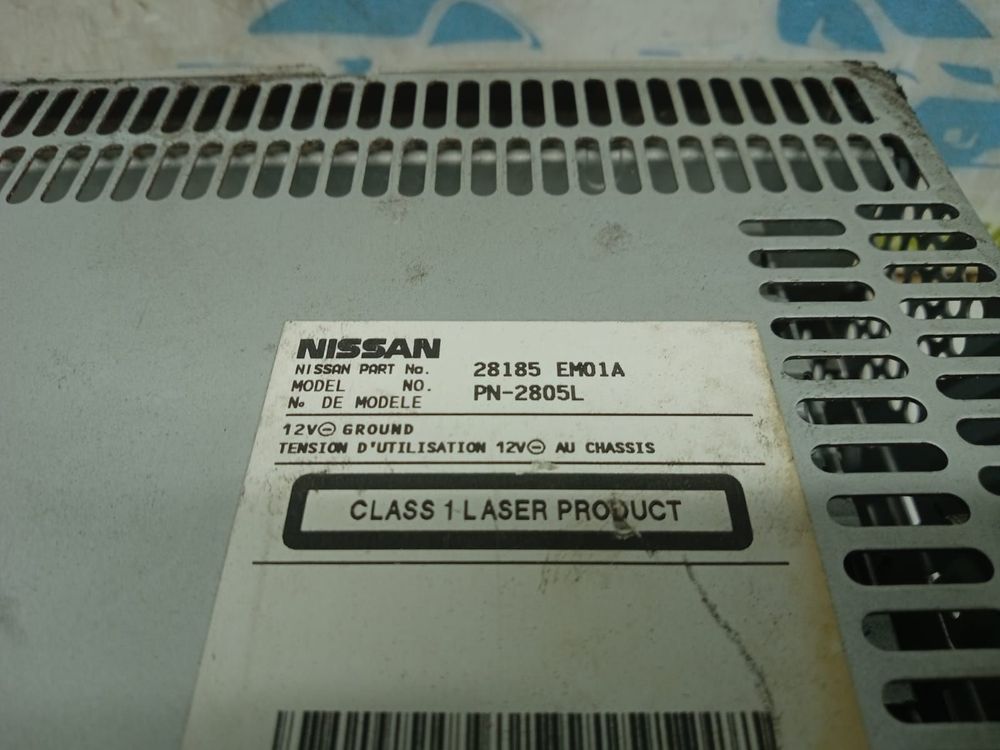 NISSAN
NISSAN PART No. 28185 EM01A
MODEL NO. PN-2805L
No DE MODELE
12V⊖ GROUND
TENSION D'UTILISATION 12V⊖ AU CHASSIS
CLASS 1 LASER PRODUCT